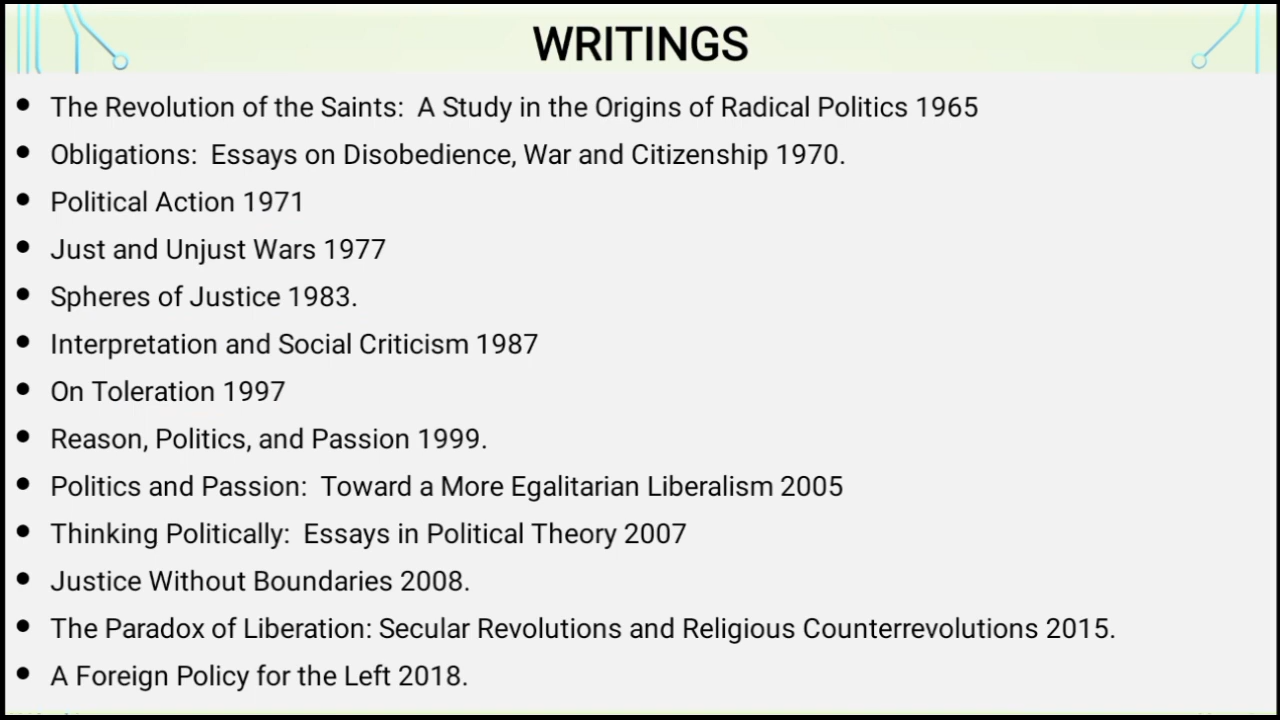 WRITINGS
• The Revolution of the Saints:  A Study in the Origins of Radical Politics 1965
• Obligations:  Essays on Disobedience, War and Citizenship 1970.
• Political Action 1971
• Just and Unjust Wars 1977
• Spheres of Justice 1983.
• Interpretation and Social Criticism 1987
• On Toleration 1997
• Reason, Politics, and Passion 1999.
• Politics and Passion:  Toward a More Egalitarian Liberalism 2005
• Thinking Politically:  Essays in Political Theory 2007
• Justice Without Boundaries 2008.
• The Paradox of Liberation: Secular Revolutions and Religious Counterrevolutions 2015.
• A Foreign Policy for the Left 2018.